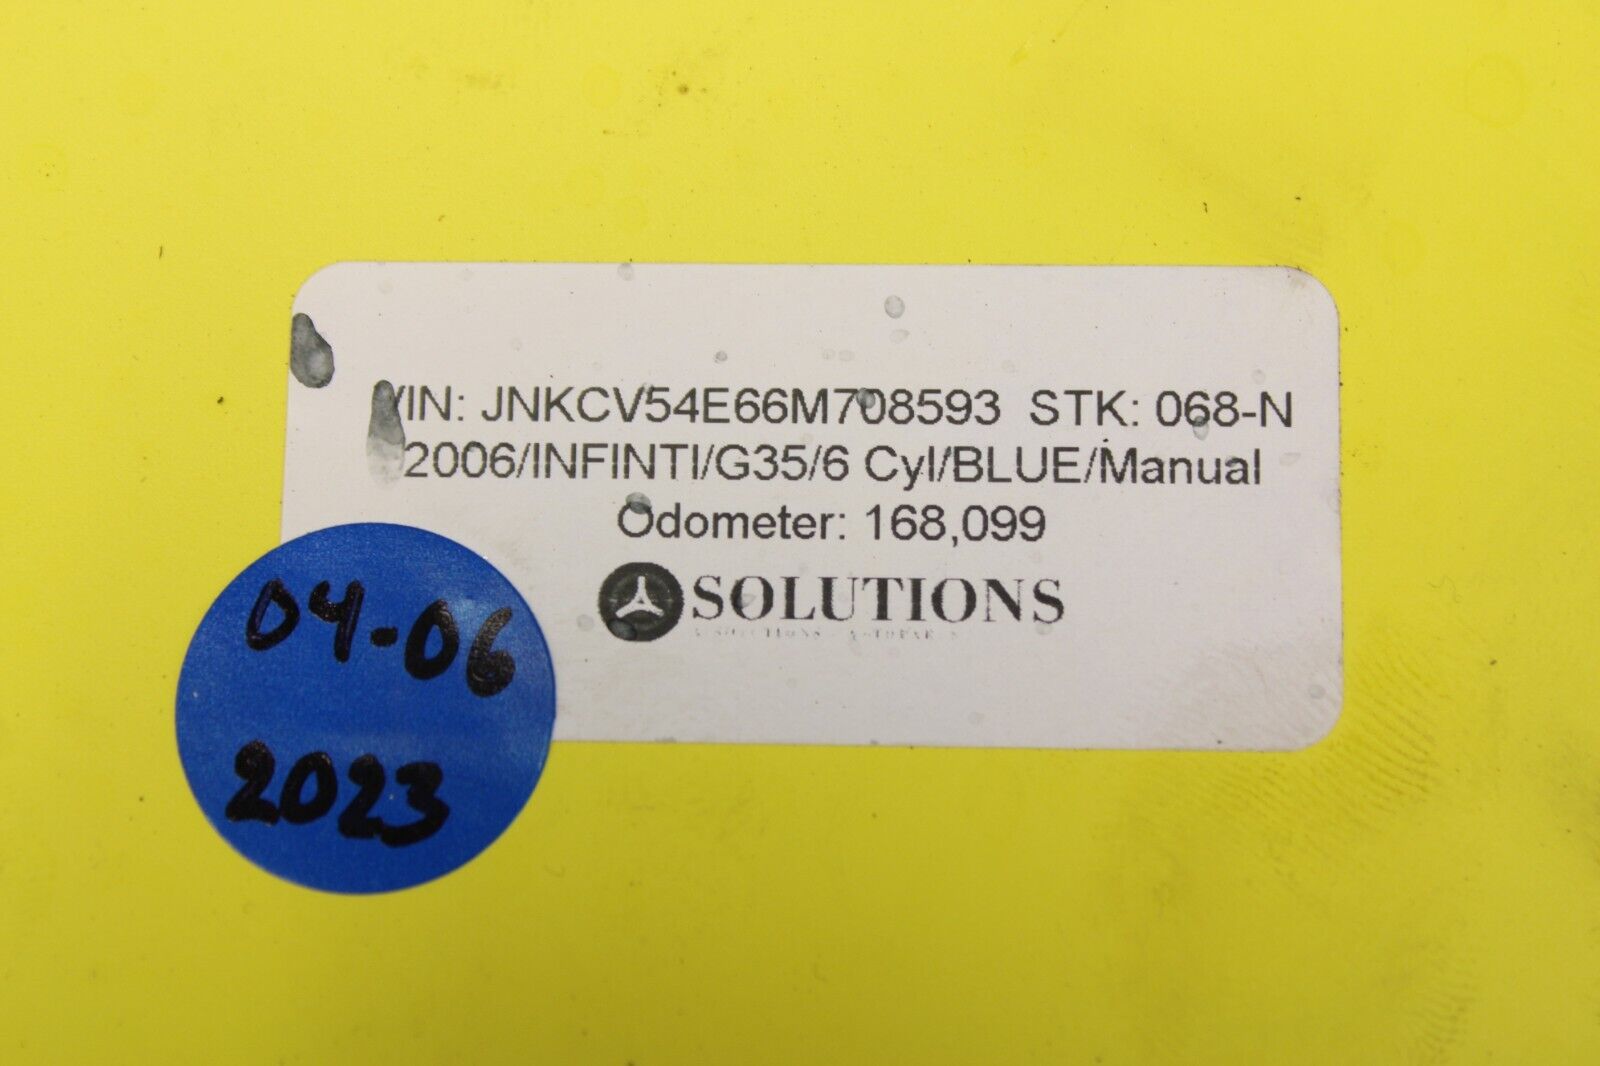 VIN: JNKCV54E66M708593 STK: 068-N
2006/INFINTI/G35/6 Cyl/BLUE/Manual
Odometer: 168,099
SOLUTIONS
04-06
2023